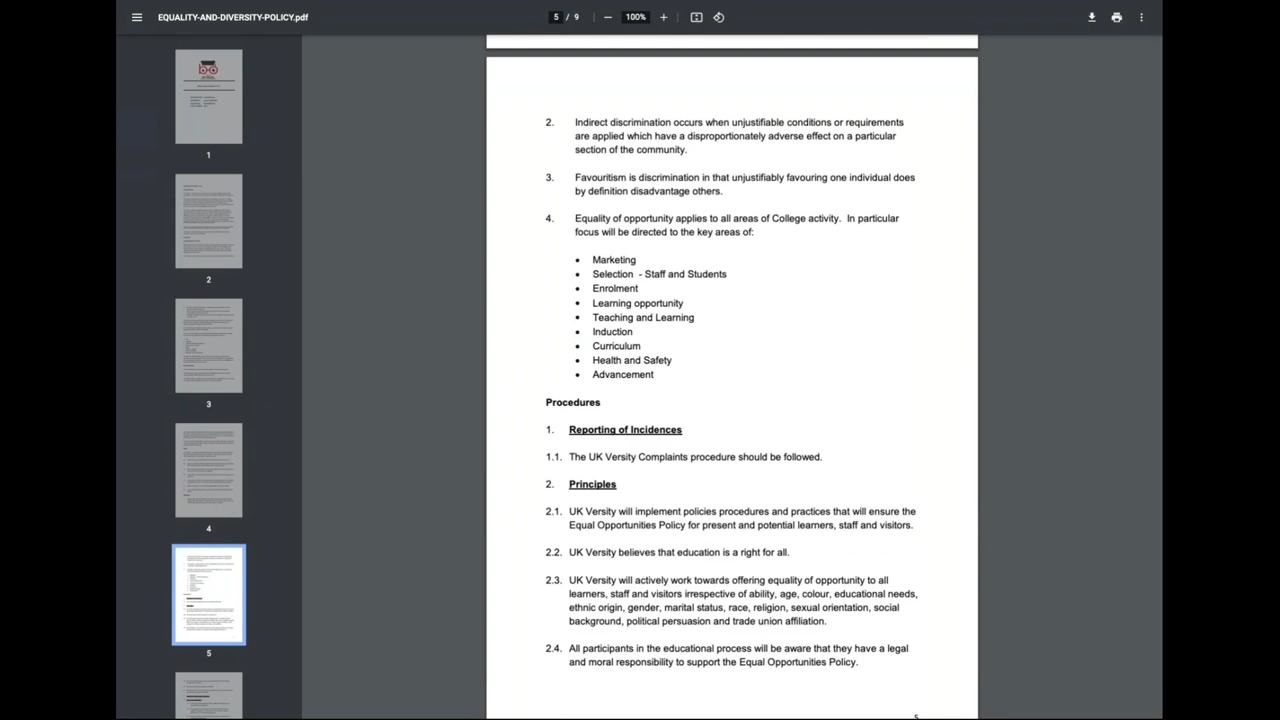 EQUALITY-AND-DIVERSITY-POLICY.pdf
5 / 9
100%
1
2
3
4
5
2. Indirect discrimination occurs when unjustifiable conditions or requirements
are applied which have a disproportionately adverse effect on a particular
section of the community.
3. Favouritism is discrimination in that unjustifiably favouring one individual does
by definition disadvantage others.
4. Equality of opportunity applies to all areas of College activity. In particular
focus will be directed to the key areas of:
• Marketing
• Selection - Staff and Students
• Enrolment
• Learning opportunity
• Teaching and Learning
• Induction
• Curriculum
• Health and Safety
• Advancement
Procedures
1. Reporting of Incidences
1.1. The UK Versity Complaints procedure should be followed.
2. Principles
2.1. UK Versity will implement policies procedures and practices that will ensure the
Equal Opportunities Policy for present and potential learners, staff and visitors.
2.2. UK Versity believes that education is a right for all.
2.3. UK Versity will actively work towards offering equality of opportunity to all
learners, staff and visitors irrespective of ability, age, colour, educational needs,
ethnic origin, gender, marital status, race, religion, sexual orientation, social
background, political persuasion and trade union affiliation.
2.4. All participants in the educational process will be aware that they have a legal
and moral responsibility to support the Equal Opportunities Policy.
5